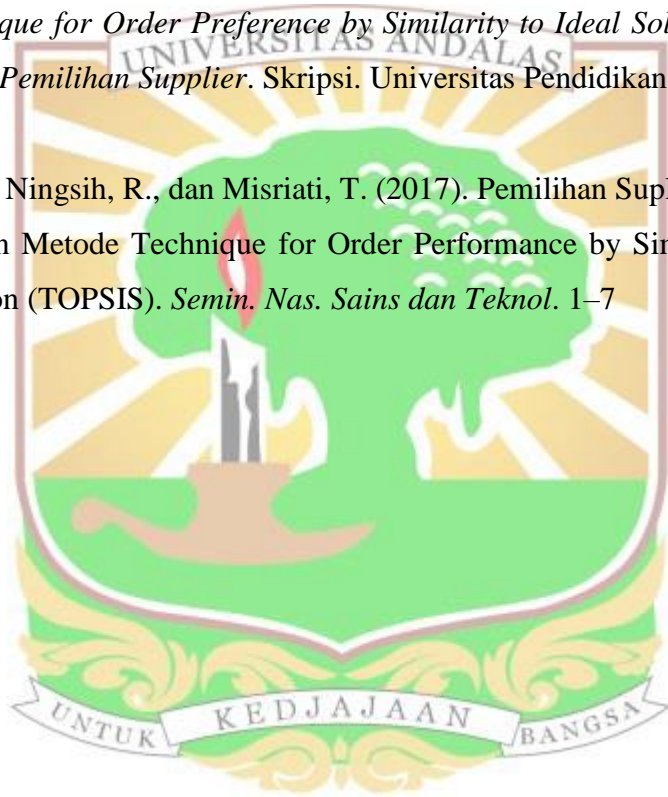 que for Order Preference by Similarity to Ideal Sol
UNIVERSITAS ANDALAS
Pemilihan Supplier. Skripsi. Universitas Pendidikan
Ningsih, R., dan Misriati, T. (2017). Pemilihan Sup
n Metode Technique for Order Performance by Sim
on (TOPSIS). Semin. Nas. Sains dan Teknol. 1–7
UNTUK KEDJAJAAN BANGSA